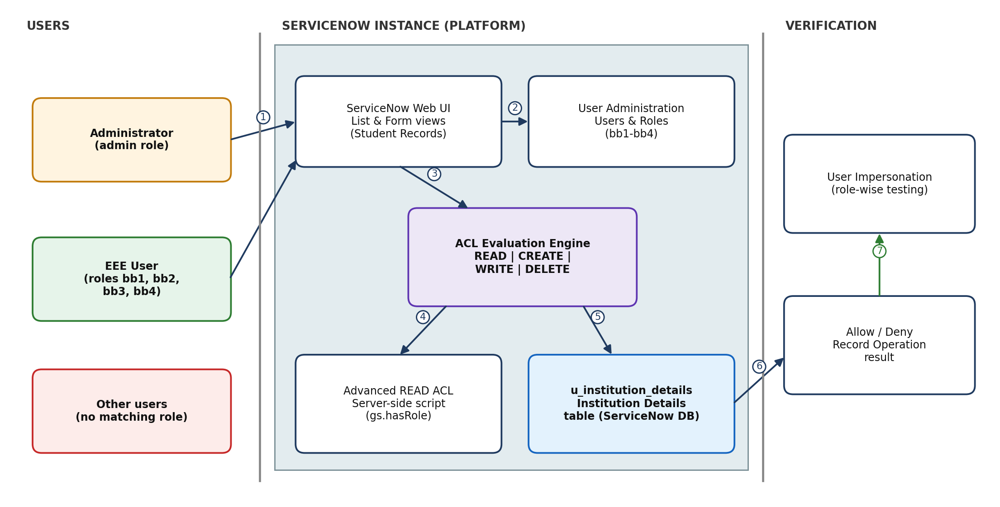 USERS
SERVICENOW INSTANCE (PLATFORM)
VERIFICATION
Administrator
(admin role)
EEE User
(roles bb1, bb2,
bb3, bb4)
Other users
(no matching role)
1
ServiceNow Web UI
List & Form views
(Student Records)
2
User Administration
Users & Roles
(bb1-bb4)
3
ACL Evaluation Engine
READ | CREATE |
WRITE | DELETE
4
5
Advanced READ ACL
Server-side script
(gs.hasRole)
u_institution_details
Institution Details
table (ServiceNow DB)
6
User Impersonation
(role-wise testing)
7
Allow / Deny
Record Operation
result